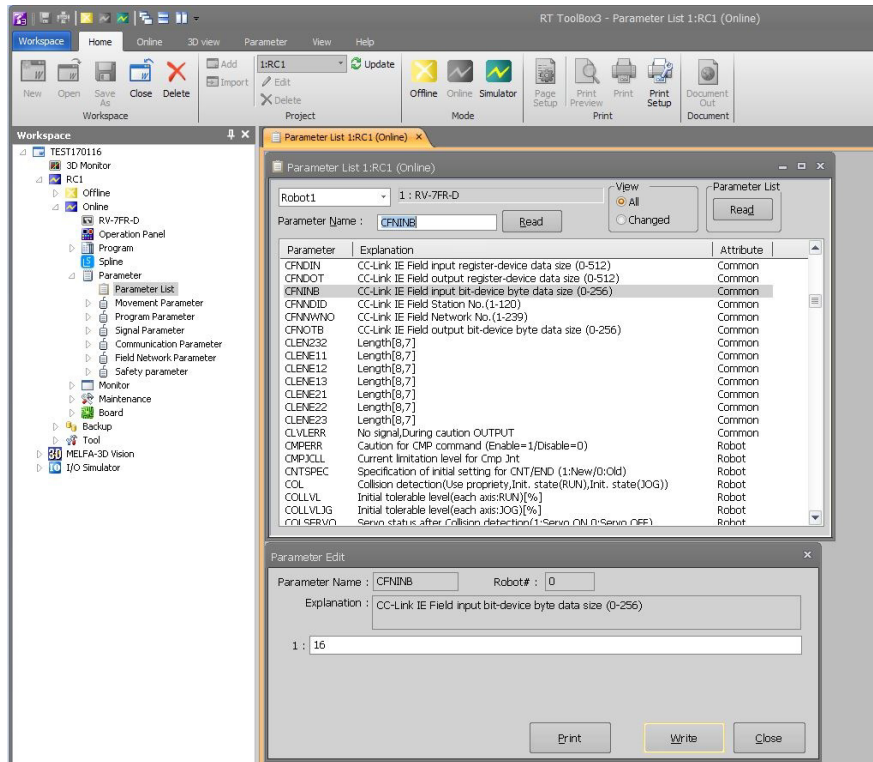 RT ToolBox3 - Parameter List 1:RC1 (Online)
Workspace Home Online 3D view Parameter View Help
New Open Save As Close Delete
Add
Import
Workspace
1:RC1 Update
Edit
Delete
Project
Offline Online Simulator
Mode
Page Setup Print Preview Print Print Setup
Print
Document Out
Document
Workspace
TEST170116
3D Monitor
RC1
Offline
Online
RV-7FR-D
Operation Panel
Program
Spline
Parameter
Parameter List
Movement Parameter
Program Parameter
Signal Parameter
Communication Parameter
Field Network Parameter
Safety parameter
Monitor
Maintenance
Board
Backup
Tool
MELFA-3D Vision
I/O Simulator
Parameter List 1:RC1 (Online)
Parameter List 1:RC1 (Online)
Robot1 1 : RV-7FR-D
View
All
Changed
Parameter List
Read
Parameter Name : CFNINB Read
Parameter Explanation Attribute
CFNDIN CC-Link IE Field input register-device data size (0-512) Common
CFNDOT CC-Link IE Field output register-device data size (0-512) Common
CFNINB CC-Link IE Field input bit-device byte data size (0-256) Common
CFNNDID CC-Link IE Field Station No.(1-120) Common
CFNNWNO CC-Link IE Field Network No.(1-239) Common
CFNOTB CC-Link IE Field output bit-device byte data size (0-256) Common
CLEN232 Length[8,7] Common
CLENE11 Length[8,7] Common
CLENE12 Length[8,7] Common
CLENE13 Length[8,7] Common
CLENE21 Length[8,7] Common
CLENE22 Length[8,7] Common
CLENE23 Length[8,7] Common
CLVLERR No signal,During caution OUTPUT Common
CMPERR Caution for CMP command (Enable=1/Disable=0) Robot
CMPJCLL Current limitation level for Cmp Jnt Robot
CNTSPEC Specification of initial setting for CNT/END (1:New/0:Old) Robot
COL Collision detection(Use propriety,Init. state(RUN),Init. state(JOG)) Robot
COLLVL Initial tolerable level(each axis:RUN)[%] Robot
COLLVLJG Initial tolerable level(each axis:JOG)[%] Robot
COLSERVO Servo status after Collision detection(1:Servo ON,0:Servo OFF) Robot
Parameter Edit
Parameter Name : CFNINB Robot# : 0
Explanation : CC-Link IE Field input bit-device byte data size (0-256)
1 : 16
Print Write Close